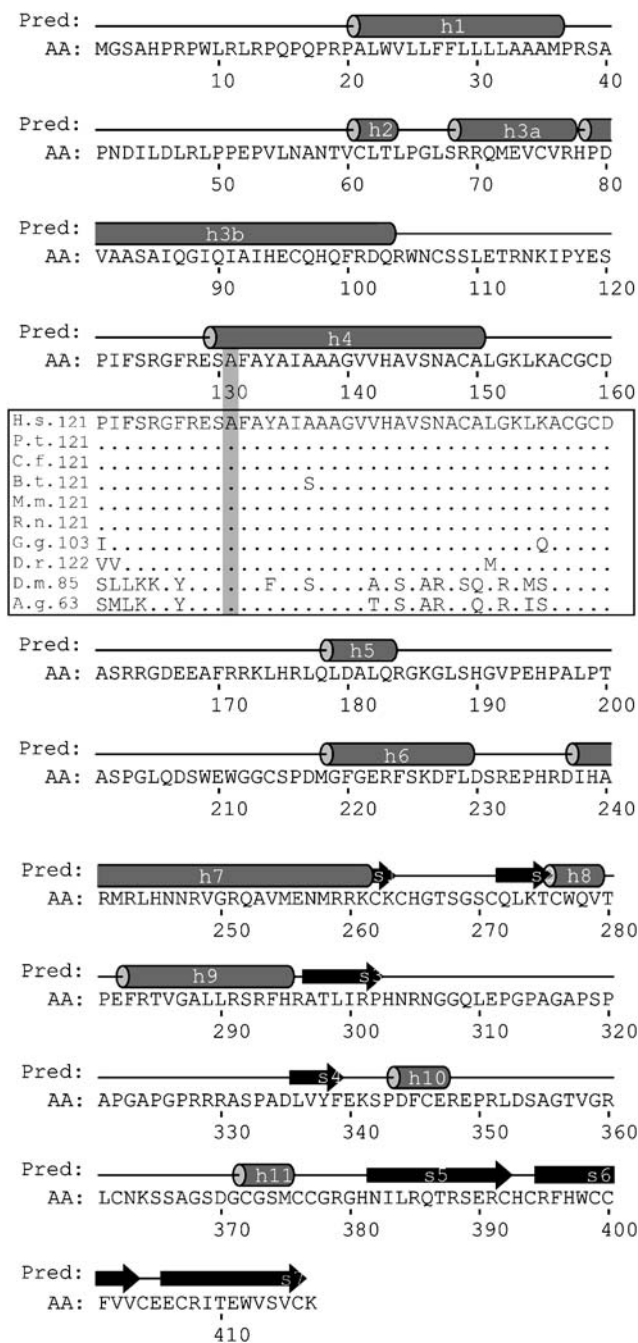 Pred: h1
AA: MGSAHPRPWLRLRPQPQPRPALWVLLFFLLLLAAAMPRSA
10 20 30 40
Pred: h2 h3a
AA: PNDILDLRLPPEPVLNANTVCLTLPGLSRRQMEVCVRHPD
50 60 70 80
Pred: h3b
AA: VAASAIQGIQIAIHECQHQFRDQRWNCSSLETRNKIPYES
90 100 110 120
Pred: h4
AA: PIFSRGFRESAFAYAIAAAGVVHAVSNACALGKLKACGCD
130 140 150 160
H.s.121 PIFSRGFRESAFAYAIAAAGVVHAVSNACALGKLKACGCD
P.t.121 ........................................
C.f.121 ........................................
B.t.121 ................S.......................
M.m.121 ........................................
R.n.121 ........................................
G.g.103 I.................................Q.....
D.r.122 VV............................M.........
D.m.85 SLLKK.Y......F..S....A.S.AR.SQ.R.MS.....
A.g.63 SMLK..Y..............T.S.AR..Q.R.IS.....
Pred: h5
AA: ASRRGDEEAFRRKLHRLQLDALQRGKGLSHGVPEHPALPT
170 180 190 200
Pred: h6
AA: ASPGLQDSWEWGGCSPDMGFGERFSKDFLDSREPHRDIHA
210 220 230 240
Pred: h7 s h8
AA: RMRLHNNRVGRQAVMENMRRKCKCHGTSGSCQLKTCWQVT
250 260 270 280
Pred: h9 s3
AA: PEFRTVGALLRSRFHRATLIRPHNRNGGQLEPGPAGAPSP
290 300 310 320
Pred: s4 h10
AA: APGAPGPRRRASPADLVYFEKSPDFCEREPRLDSAGTVGR
330 340 350 360
Pred: h11 s5 s6
AA: LCNKSSAGSDGCGSMCCGRGHNILRQTRSERCHCRFHWCC
370 380 390 400
Pred: s7
AA: FVVCEECRITEWVSVCK
410